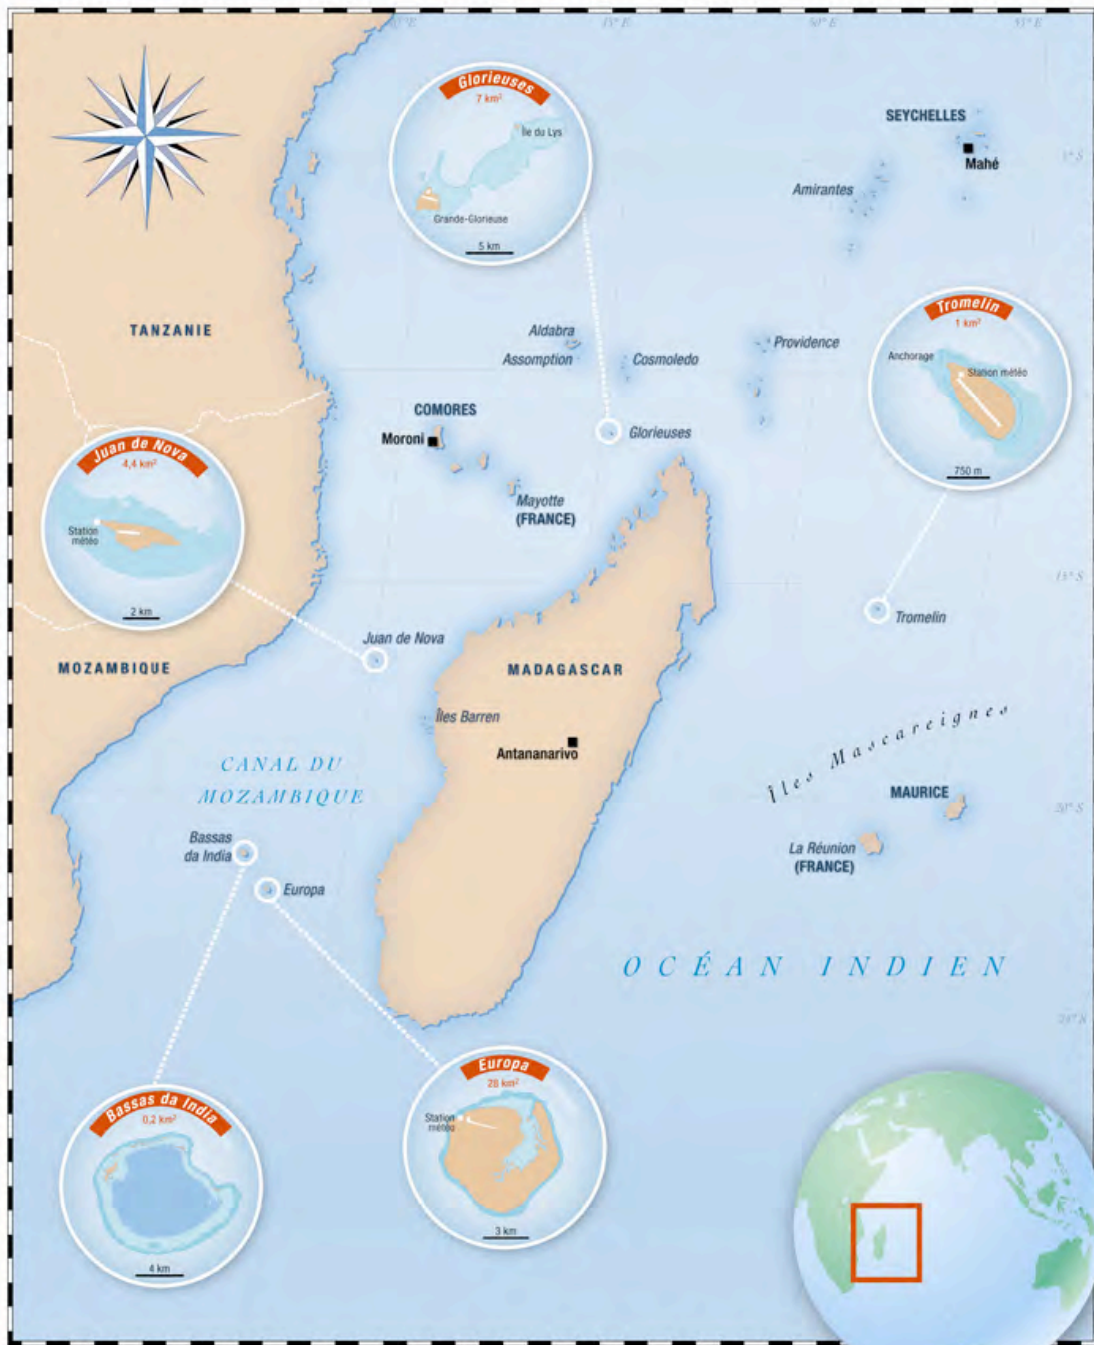 55° E
Glorieuses
7 km²
Île du Lys
Grande-Glorieuse
5 km
SEYCHELLES
Mahé
Amirantes
TANZANIE
Aldabra
Assomption
Cosmoledo
Providence
Tromelin
1 km²
Anchorage
Station météo
750 m
COMORES
Moroni
Glorieuses
Mayotte
(FRANCE)
Juan de Nova
4,4 km²
Station
météo
2 km
15° S
Tromelin
Juan de Nova
MOZAMBIQUE
MADAGASCAR
Îles Barren
Antananarivo
Îles Mascareignes
CANAL DU
MOZAMBIQUE
MAURICE
20° S
La Réunion
(FRANCE)
Bassas
da India
Europa
OCÉAN INDIEN
Europa
28 km²
Station
météo
3 km
Bassas da India
0,2 km²
4 km